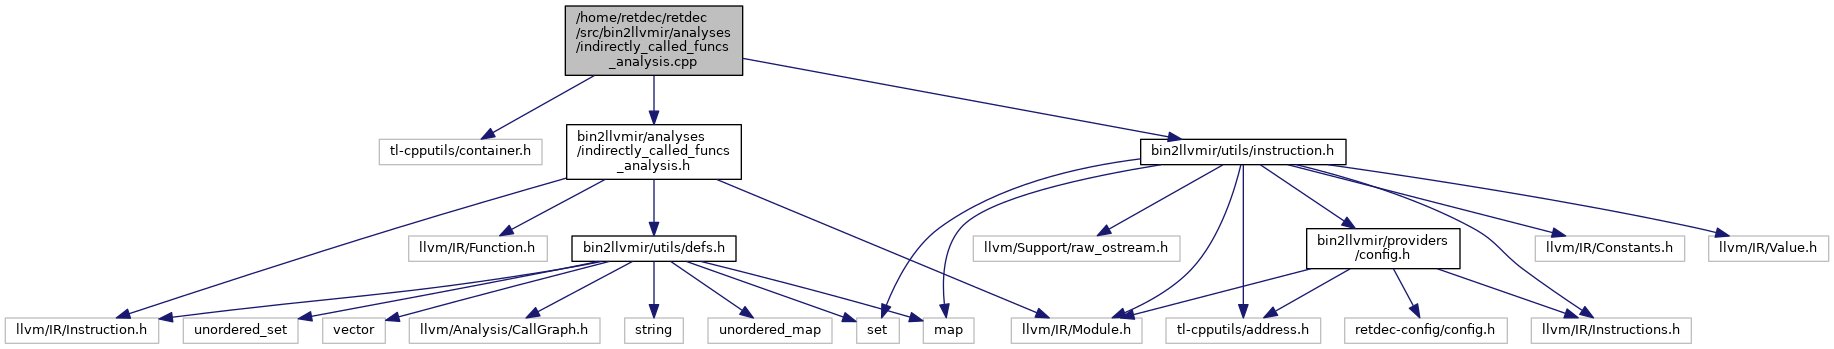 /home/retdec/retdec
/src/bin2llvmir/analyses
/indirectly_called_funcs
_analysis.cpp
tl-cpputils/container.h
bin2llvmir/analyses
/indirectly_called_funcs
_analysis.h
bin2llvmir/utils/instruction.h
llvm/IR/Function.h
bin2llvmir/utils/defs.h
llvm/Support/raw_ostream.h
bin2llvmir/providers
/config.h
llvm/IR/Constants.h
llvm/IR/Value.h
llvm/IR/Instruction.h
unordered_set
vector
llvm/Analysis/CallGraph.h
string
unordered_map
set
map
llvm/IR/Module.h
tl-cpputils/address.h
retdec-config/config.h
llvm/IR/Instructions.h